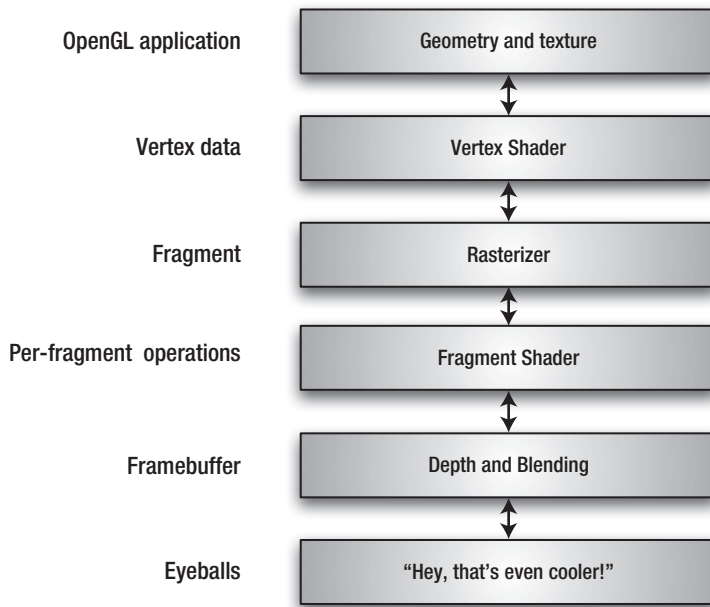 OpenGL application
Geometry and texture
Vertex data
Vertex Shader
Fragment
Rasterizer
Per-fragment operations
Fragment Shader
Framebuffer
Depth and Blending
Eyeballs
“Hey, that’s even cooler!”